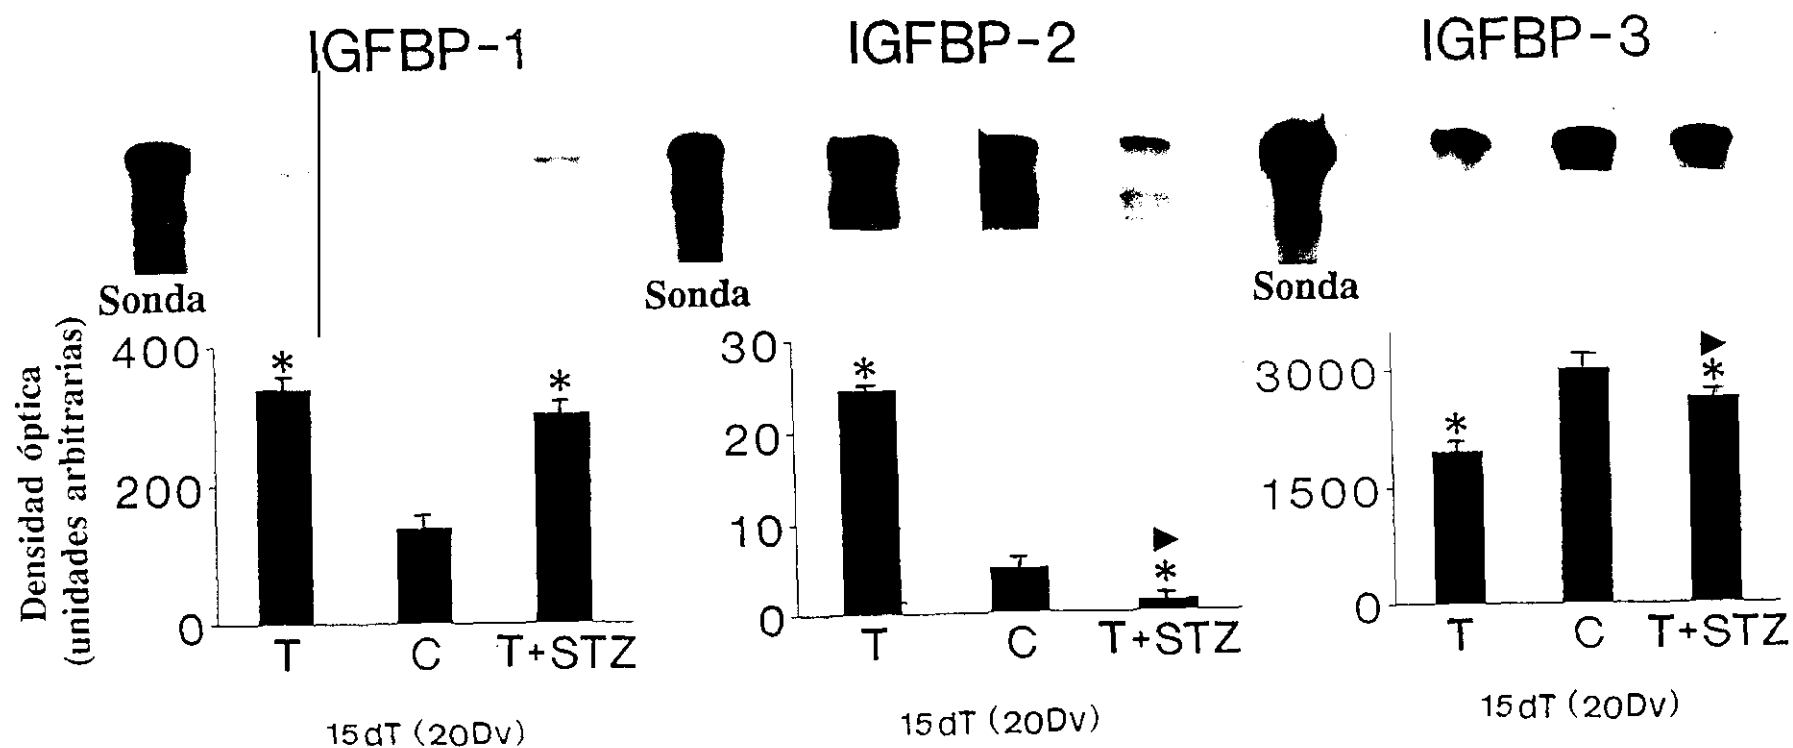 IGFBP-1
IGFBP-2
IGFBP-3
Sonda
Sonda
Sonda
Densidad óptica
(unidades arbitrarias)
400
200
0
*
*
T
C
T+STZ
15dT (20Dv)
30
20
10
0
*
▶
*
T
C
T+STZ
15dT (20Dv)
3000
1500
0
*
▶
*
T
C
T+STZ
15dT (20Dv)